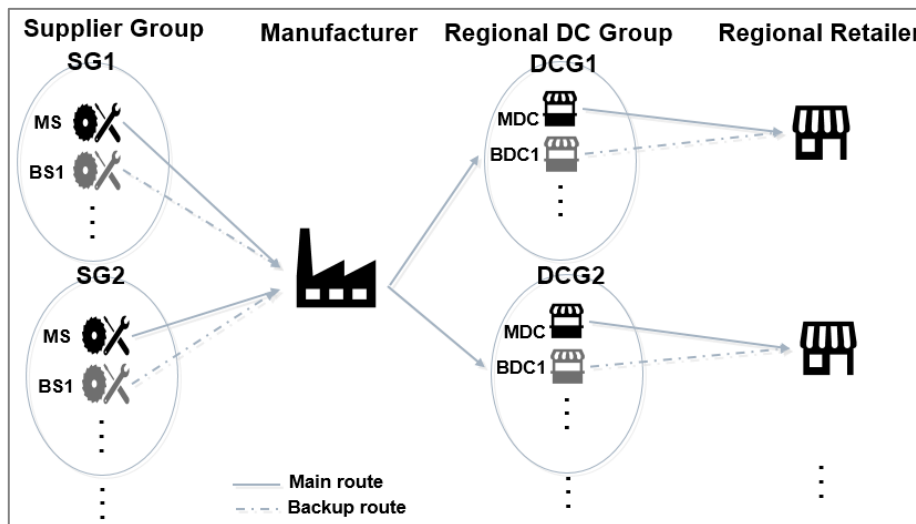 Supplier Group
Manufacturer
Regional DC Group
Regional Retailer
SG1
MS
BS1
DCG1
MDC
BDC1
SG2
MS
BS1
DCG2
MDC
BDC1
Main route
Backup route